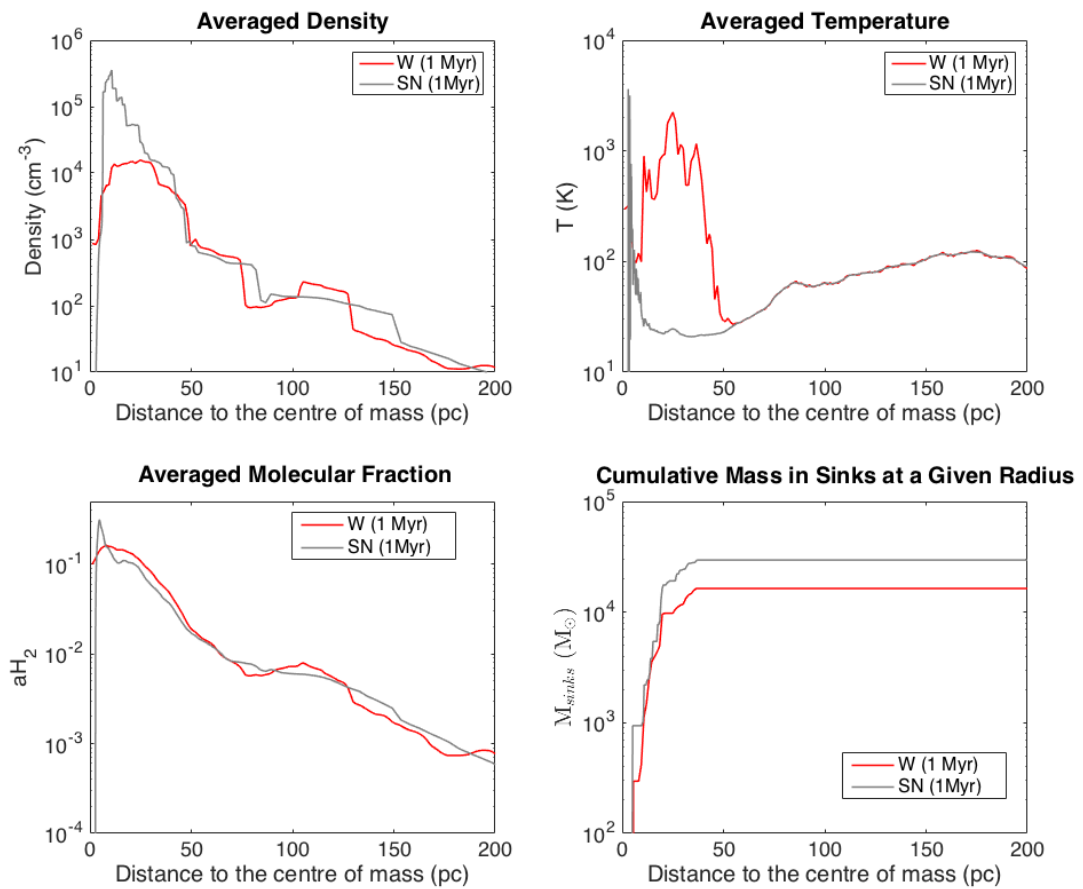 Averaged Density
10^6
10^5
10^4
10^3
10^2
10^1
Density (cm^-3)
W (1 Myr)
SN (1Myr)
0 50 100 150 200
Distance to the centre of mass (pc)
Averaged Temperature
10^4
10^3
10^2
10^1
T (K)
W (1 Myr)
SN (1Myr)
0 50 100 150 200
Distance to the centre of mass (pc)
Averaged Molecular Fraction
10^-1
10^-2
10^-3
10^-4
aH_2
W (1 Myr)
SN (1Myr)
0 50 100 150 200
Distance to the centre of mass (pc)
Cumulative Mass in Sinks at a Given Radius
10^5
10^4
10^3
10^2
M_sinks (M_⊙)
W (1 Myr)
SN (1Myr)
0 50 100 150 200
Distance to the centre of mass (pc)